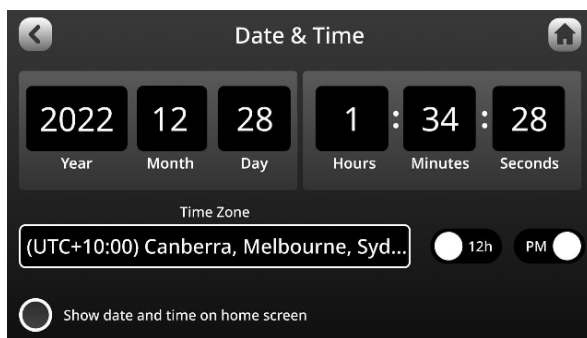 Date & Time
2022 12 28 1 : 34 : 28
Year Month Day Hours Minutes Seconds
Time Zone
(UTC+10:00) Canberra, Melbourne, Syd... 12h PM
Show date and time on home screen